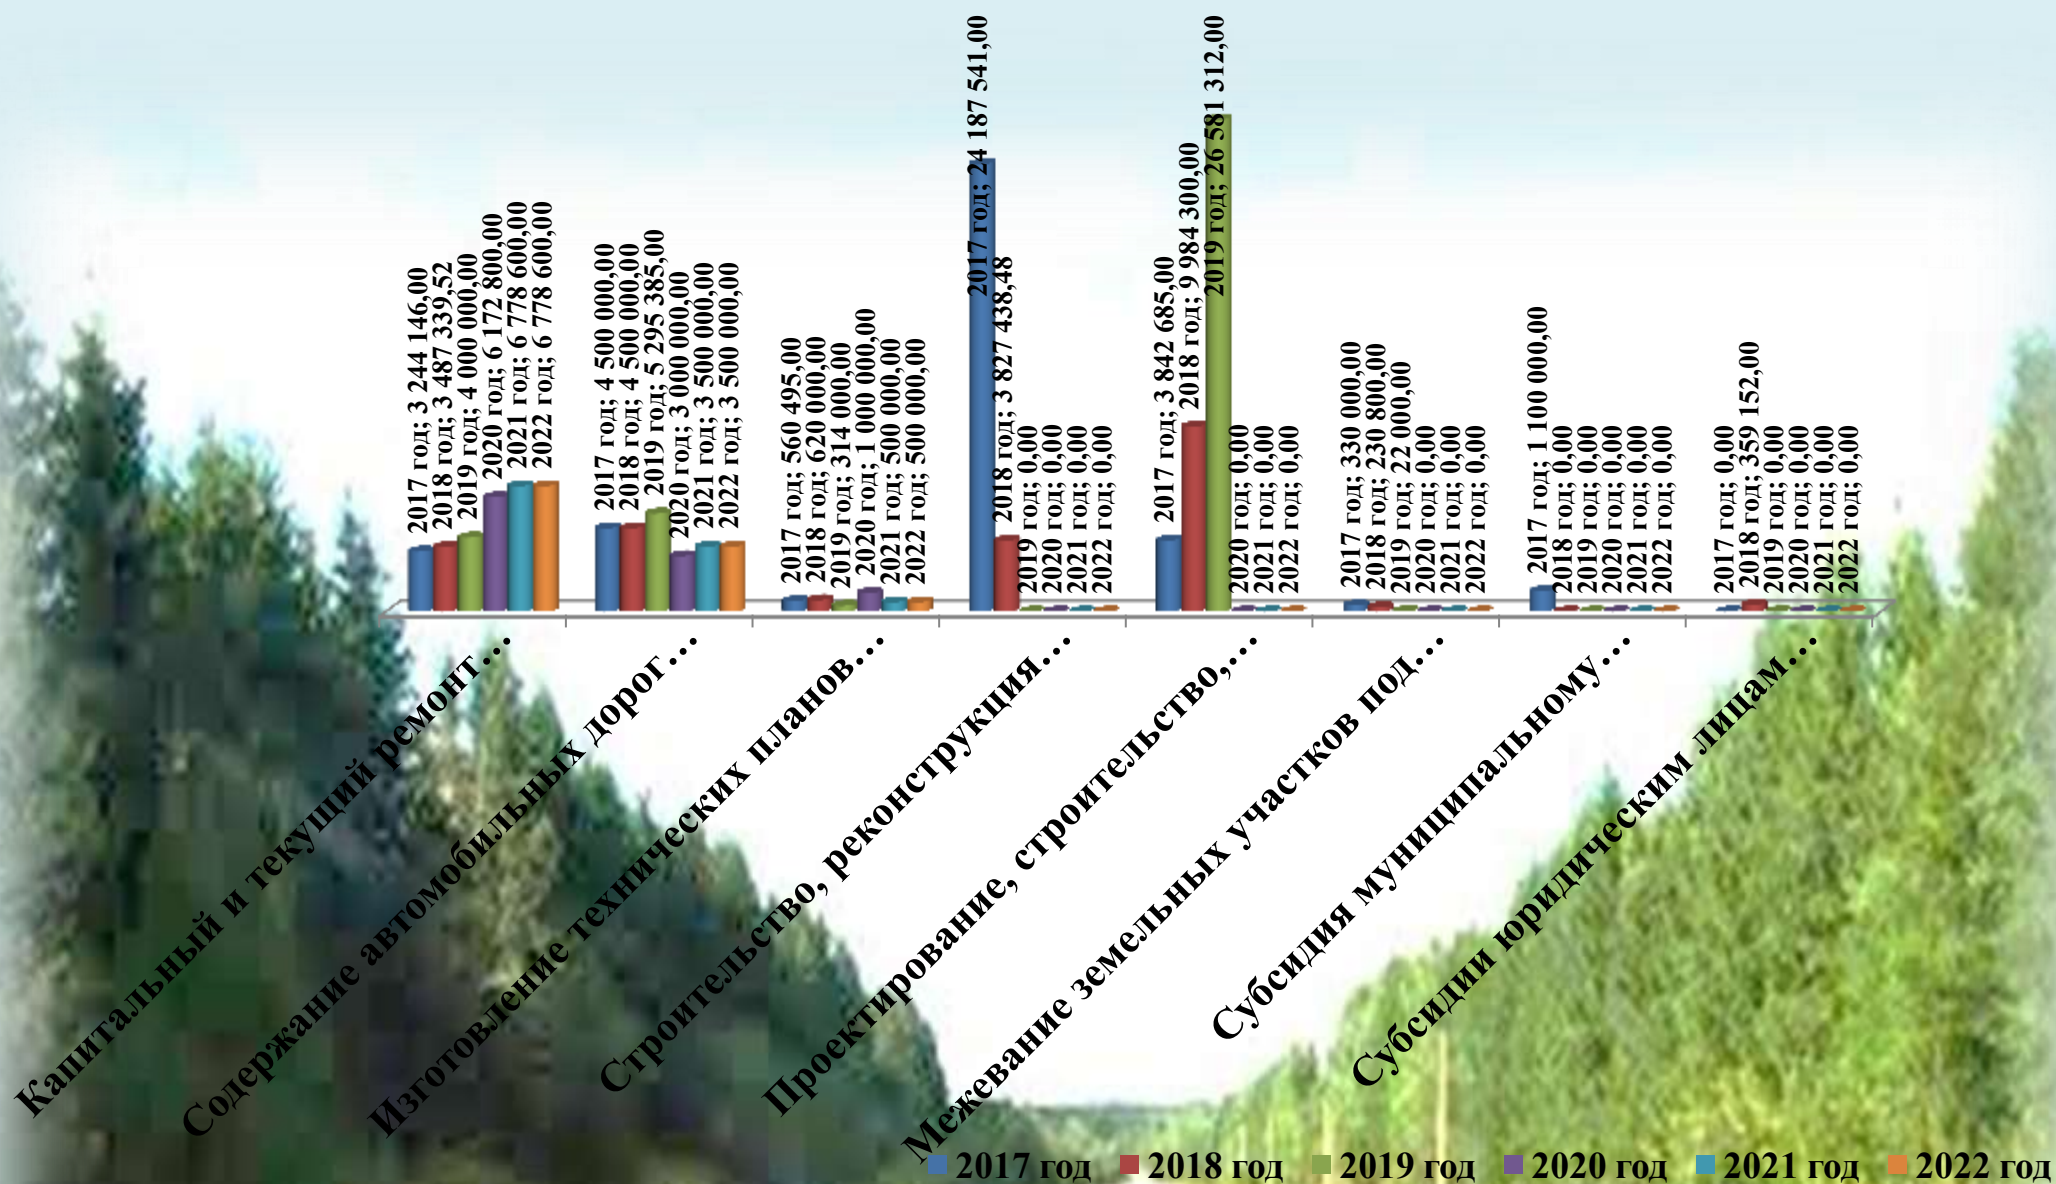 2017 год; 3 244 146,00
2018 год; 3 487 339,52
2019 год; 4 000 000,00
2020 год; 6 172 800,00
2021 год; 6 778 600,00
2022 год; 6 778 600,00
2017 год; 4 500 000,00
2018 год; 4 500 000,00
2019 год; 5 295 385,00
2020 год; 3 000 000,00
2021 год; 3 500 000,00
2022 год; 3 500 000,00
2017 год; 560 495,00
2018 год; 620 000,00
2019 год; 314 000,00
2020 год; 1 000 000,00
2021 год; 500 000,00
2022 год; 500 000,00
2017 год; 24 187 541,00
2018 год; 3 827 438,48
2019 год; 0,00
2020 год; 0,00
2021 год; 0,00
2022 год; 0,00
2017 год; 3 842 685,00
2018 год; 9 984 300,00
2019 год; 26 581 312,00
2020 год; 0,00
2021 год; 0,00
2022 год; 0,00
2017 год; 330 000,00
2018 год; 230 800,00
2019 год; 22 000,00
2020 год; 0,00
2021 год; 0,00
2022 год; 0,00
2017 год; 1 100 000,00
2018 год; 0,00
2019 год; 0,00
2020 год; 0,00
2021 год; 0,00
2022 год; 0,00
2017 год; 0,00
2018 год; 359 152,00
2019 год; 0,00
2020 год; 0,00
2021 год; 0,00
2022 год; 0,00
Капитальный и текущий ремонт…
Содержание автомобильных дорог…
Изготовление технических планов…
Строительство, реконструкция…
Проектирование, строительство,…
Межевание земельных участков под…
Субсидия муниципальному…
Субсидии юридическим лицам…
2017 год
2018 год
2019 год
2020 год
2021 год
2022 год